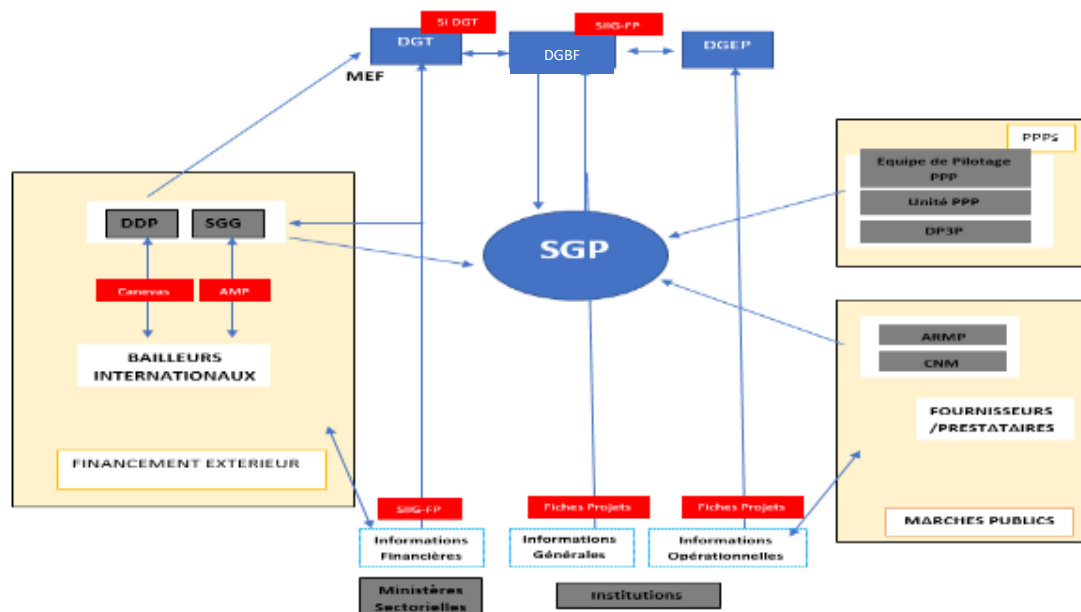 SI DGT
SIIG-FP
DGT
DGBF
DGEP
MEF
PPPS
Equipe de Pilotage
PPP
Unité PPP
DP3P
DDP
SGG
SGP
Canevas
AMP
BAILLEURS
INTERNATIONAUX
ARMP
CNM
FOURNISSEURS
/PRESTATAIRES
FINANCEMENT EXTERIEUR
MARCHES PUBLICS
SIIG-FP
Fiches Projets
Fiches Projets
Informations
Financières
Informations
Générales
Informations
Opérationnelles
Ministères
Sectorielles
Institutions